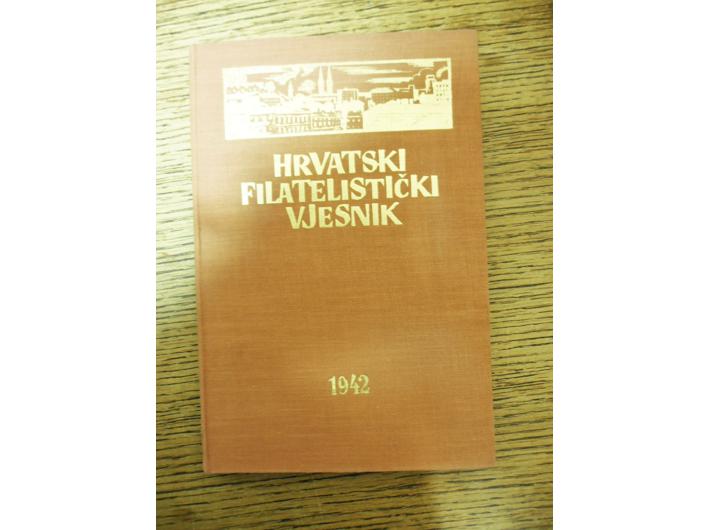 HRVATSKI
FILATELISTIČKI
VJESNIK
1942